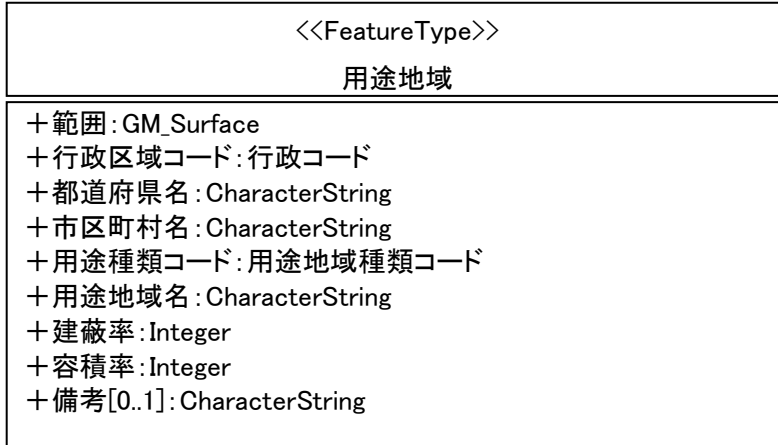 <<FeatureType>>
用途地域
＋範囲：GM_Surface
＋行政区域コード：行政コード
＋都道府県名：CharacterString
＋市区町村名：CharacterString
＋用途種類コード：用途地域種類コード
＋用途地域名：CharacterString
＋建蔽率：Integer
＋容積率：Integer
＋備考[0..1]：CharacterString